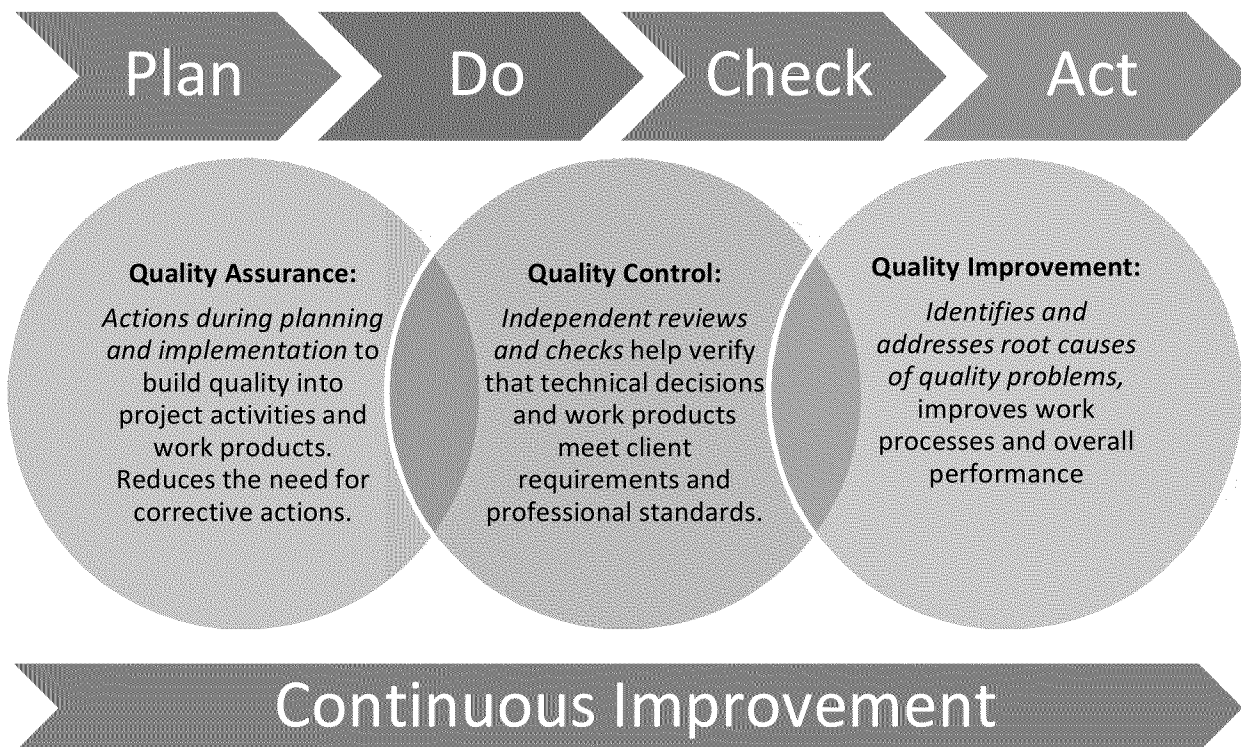 Plan
Do
Check
Act
Quality Assurance:
Actions during planning
and implementation to
build quality into
project activities and
work products.
Reduces the need for
corrective actions.
Quality Control:
Independent reviews
and checks help verify
that technical decisions
and work products
meet client
requirements and
professional standards.
Quality Improvement:
Identifies and
addresses root causes
of quality problems,
improves work
processes and overall
performance
Continuous Improvement